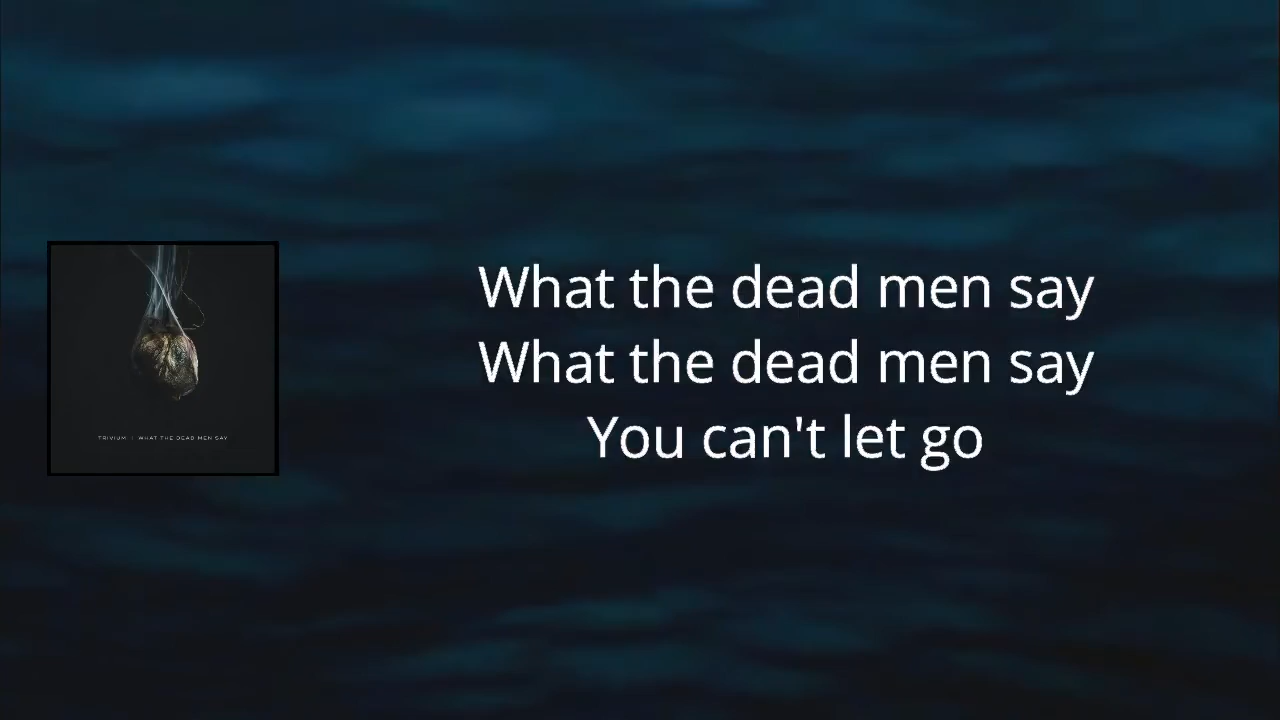 What the dead men say
What the dead men say
You can't let go
TRIVIUM | WHAT THE DEAD MEN SAY